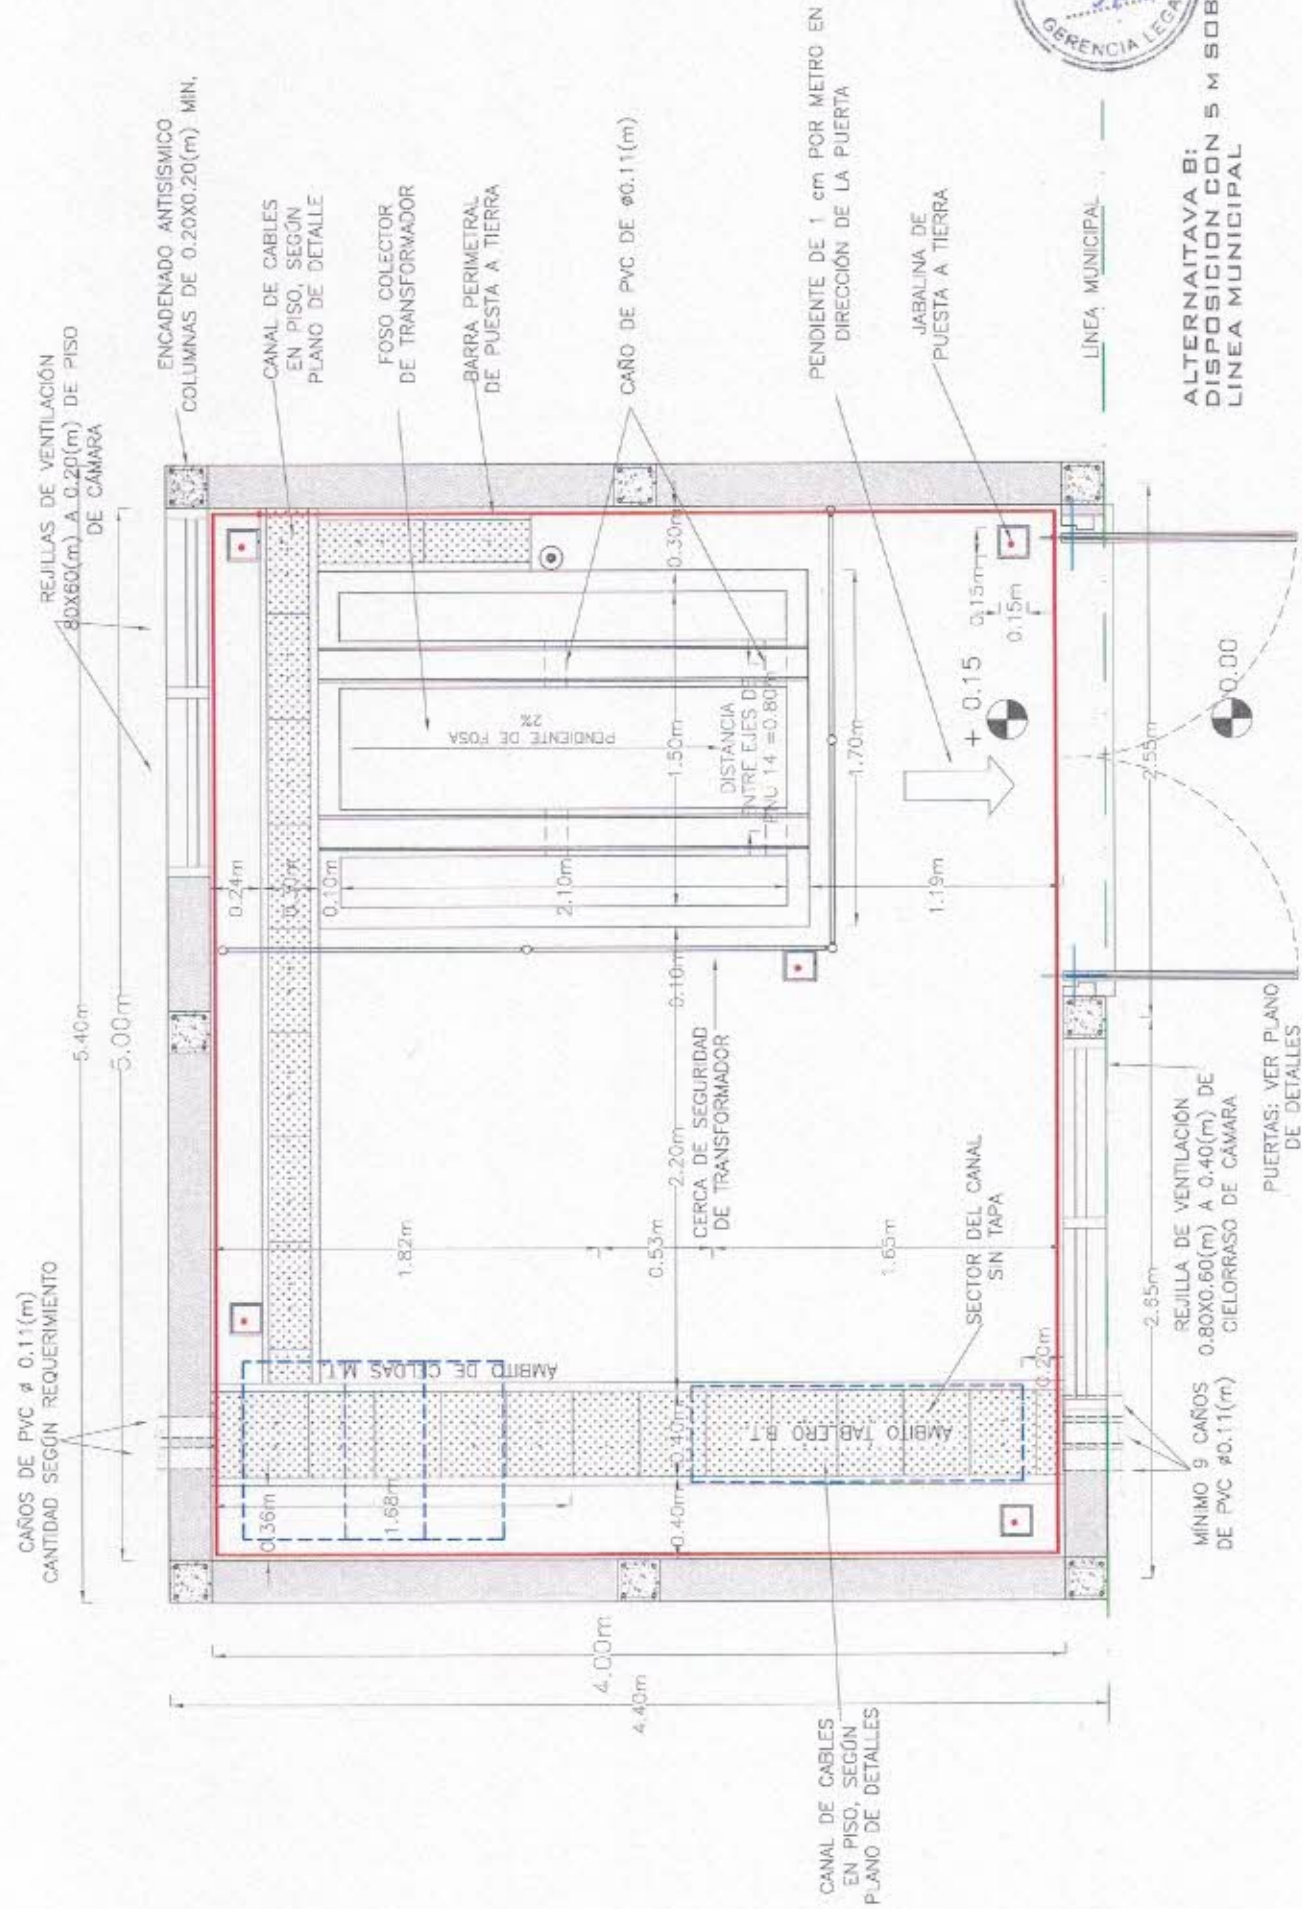 CAÑOS DE PVC ø 0.11(m)
CANTIDAD SEGÚN REQUERIMIENTO
REJILLAS DE VENTILACIÓN
80X60(m) A 0.20(m) DE PISO
DE CÁMARA
ENCADENADO ANTISÍSMICO
COLUMNAS DE 0.20X0.20(m) MIN.
CANAL DE CABLES
EN PISO, SEGÚN
PLANO DE DETALLE
FOSO COLECTOR
DE TRANSFORMADOR
BARRA PERIMETRAL
DE PUESTA A TIERRA
CAÑO DE PVC DE ø0.11(m)
PENDIENTE DE 1 cm POR METRO EN
DIRECCIÓN DE LA PUERTA
JABALINA DE
PUESTA A TIERRA
LÍNEA MUNICIPAL
GERENCIA LEGA
ALTERNAITAVA B:
DISPOSICION CON 5 M SOB
LINEA MUNICIPAL
5.40m
5.00m
4.00m
4.40m
0.24m
0.10m
2.10m
1.19m
0.30m
1.50m
1.70m
0.10m
2.20m
0.40m
PENDIENTE DE FOSA
2%
DISTANCIA
ENTRE EJES DE
PNU 14 =0.80m
+ 0.15
0.15m
0.15m
0.00
2.55m
2.65m
CERCA DE SEGURIDAD
DE TRANSFORMADOR
1.82m
0.53m
1.65m
0.20m
SECTOR DEL CANAL
SIN TAPA
ÁMBITO DE CELDAS M.T.
ÁMBITO TABLERO B.T.
0.36m
1.68m
CANAL DE CABLES
EN PISO, SEGÚN
PLANO DE DETALLES
MÍNIMO 9 CAÑOS
DE PVC ø0.11(m)
REJILLA DE VENTILACIÓN
0.80X0.60(m) A 0.40(m) DE
CIELORRASO DE CÁMARA
PUERTAS: VER PLANO
DE DETALLES